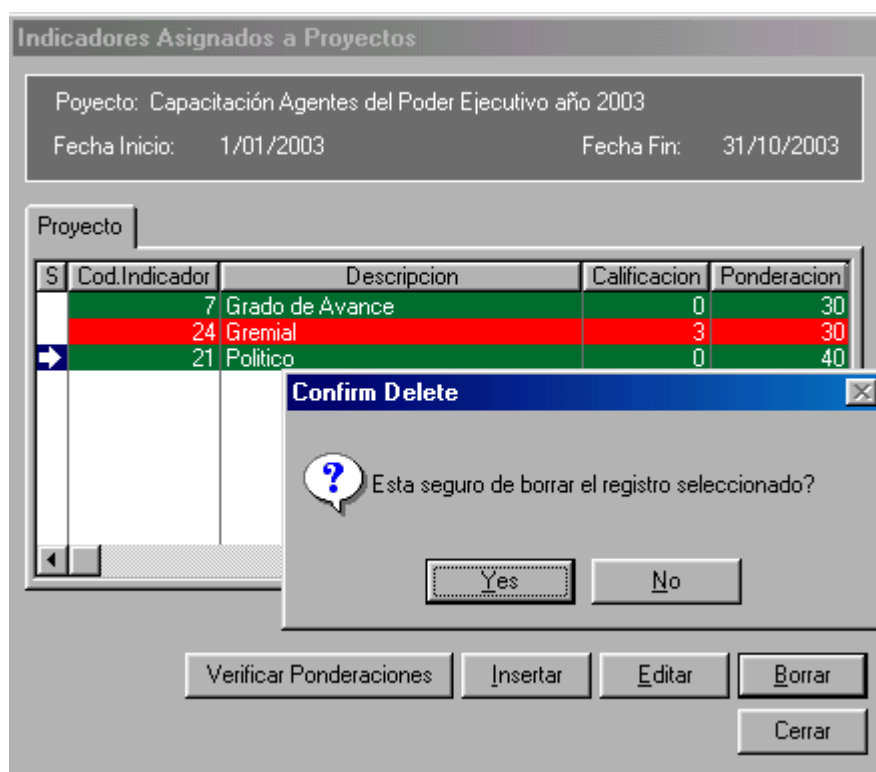 Indicadores Asignados a Proyectos
Poyecto: Capacitación Agentes del Poder Ejecutivo año 2003
Fecha Inicio: 1/01/2003 Fecha Fin: 31/10/2003
Proyecto
S Cod.Indicador Descripcion Calificacion Ponderacion
7 Grado de Avance 0 30
24 Gremial 3 30
21 Politico 0 40
Confirm Delete
Esta seguro de borrar el registro seleccionado?
Yes No
Verificar Ponderaciones Insertar Editar Borrar
Cerrar